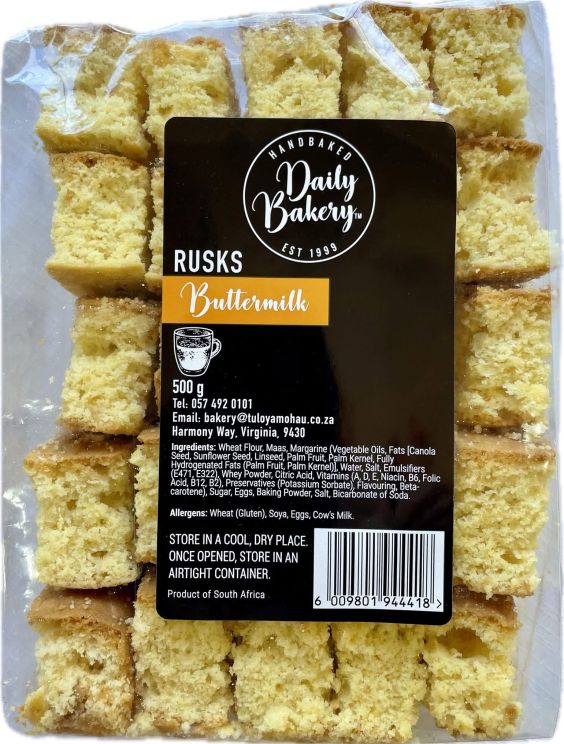 HANDBAKED
Daily
Bakery™
EST 1999
RUSKS
Buttermilk
500 g
Tel: 057 492 0101
Email: bakery@tuloyamohau.co.za
Harmony Way, Virginia, 9430
Ingredients: Wheat Flour, Maas, Margarine (Vegetable Oils, Fats [Canola
Seed, Sunflower Seed, Linseed, Palm Fruit, Palm Kernel, Fully
Hydrogenated Fats (Palm Fruit, Palm Kernel)], Water, Salt, Emulsifiers
(E471, E322), Whey Powder, Citric Acid, Vitamins (A, D, E, Niacin, B6, Folic
Acid, B12, B2), Preservatives (Potassium Sorbate), Flavouring, Beta-
carotene), Sugar, Eggs, Baking Powder, Salt, Bicarbonate of Soda.
Allergens: Wheat (Gluten), Soya, Eggs, Cow's Milk.
STORE IN A COOL, DRY PLACE.
ONCE OPENED, STORE IN AN
AIRTIGHT CONTAINER.
Product of South Africa
6 009801 944418 >